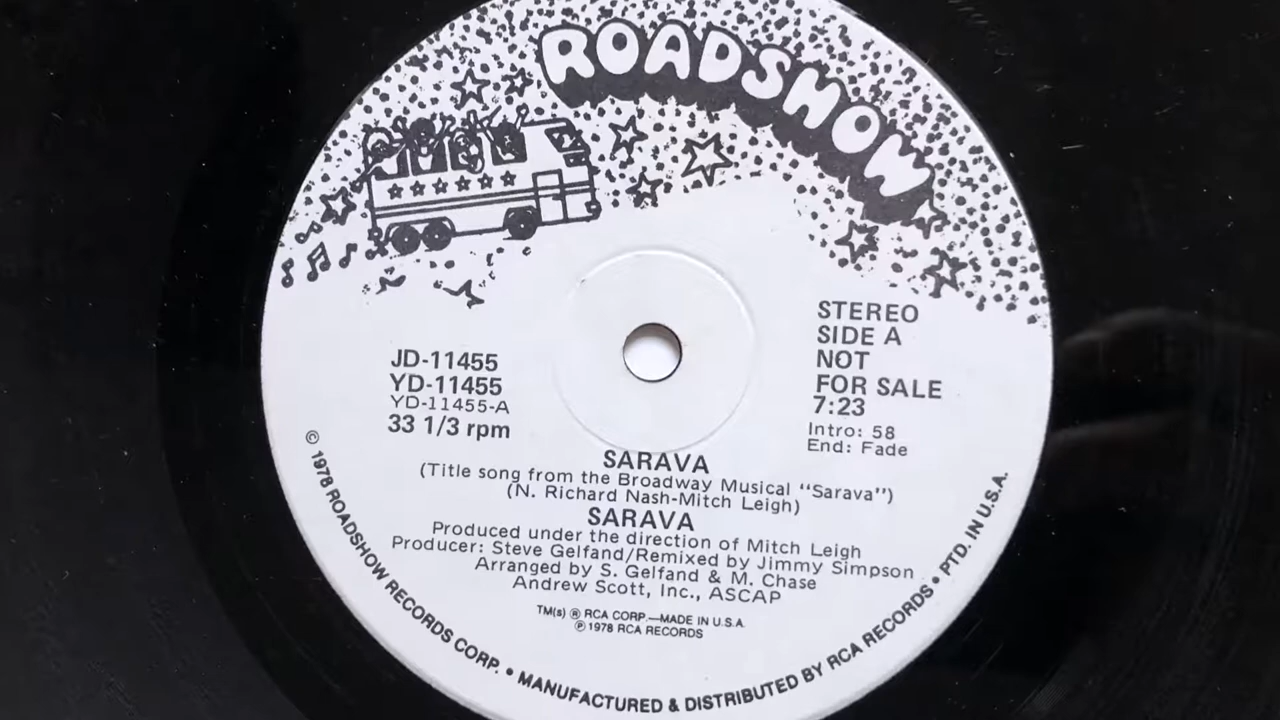 ROADSHOW
JD-11455
YD-11455
YD-11455-A
33 1/3 rpm
STEREO
SIDE A
NOT
FOR SALE
7:23
Intro: 58
End: Fade
SARAVA
(Title song from the Broadway Musical "Sarava")
(N. Richard Nash-Mitch Leigh)
SARAVA
Produced under the direction of Mitch Leigh
Producer: Steve Gelfand/Remixed by Jimmy Simpson
Arranged by S. Gelfand & M. Chase
Andrew Scott, Inc., ASCAP
TM(s) ® RCA CORP.—MADE IN U.S.A.
℗ 1978 RCA RECORDS
© 1978 ROADSHOW RECORDS CORP. • MANUFACTURED & DISTRIBUTED BY RCA RECORDS • PTD. IN U.S.A.